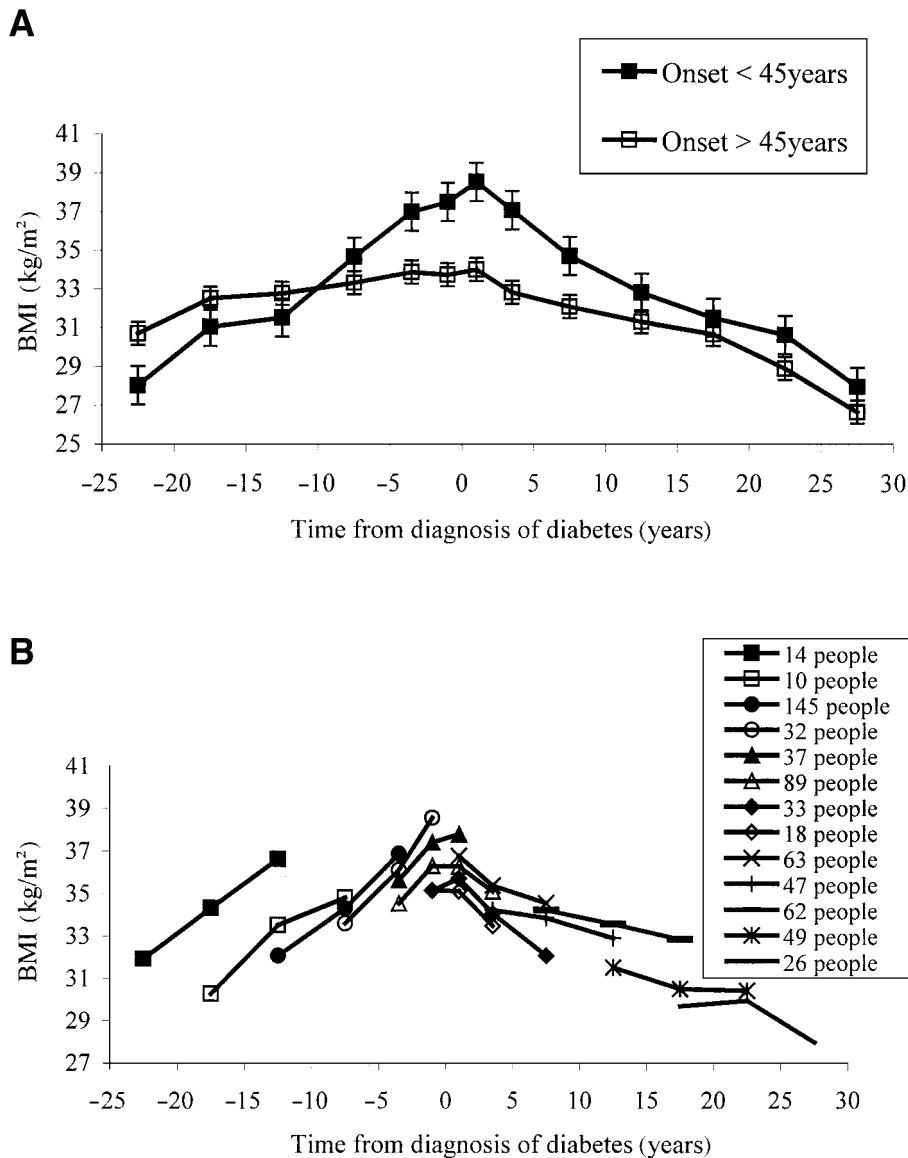 A
Onset < 45years
Onset > 45years
41
39
37
35
33
31
29
27
25
BMI (kg/m²)
−25 −20 −15 −10 −5 0 5 10 15 20 25 30
Time from diagnosis of diabetes (years)
B
14 people
10 people
145 people
32 people
37 people
89 people
33 people
18 people
63 people
47 people
62 people
49 people
26 people
41
39
37
35
33
31
29
27
BMI (kg/m²)
−25 −20 −15 −10 −5 0 5 10 15 20 25 30
Time from diagnosis of diabetes (years)